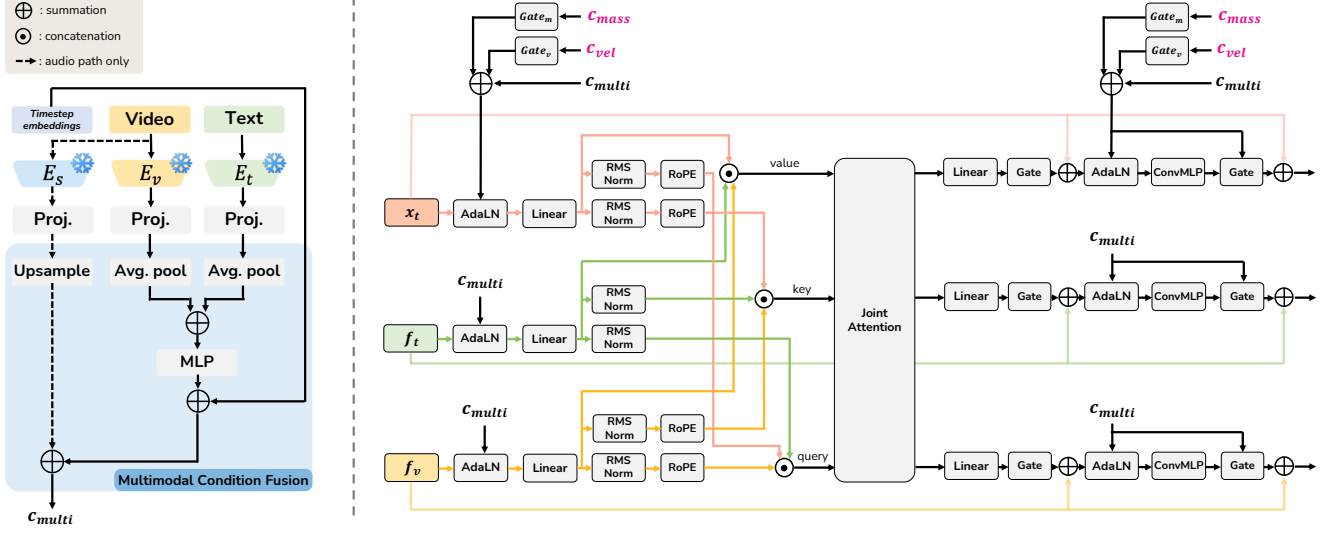 : summation
: concatenation
: audio path only
Timestep
embeddings
Video
Text
E_s
E_v
E_t
Proj.
Proj.
Proj.
Upsample
Avg. pool
Avg. pool
MLP
Multimodal Condition Fusion
c_multi
Gate_m
c_mass
Gate_v
c_vel
c_multi
x_t
AdaLN
Linear
RMS
Norm
RoPE
RMS
Norm
RoPE
value
c_multi
f_t
AdaLN
Linear
RMS
Norm
RMS
Norm
key
c_multi
f_v
AdaLN
Linear
RMS
Norm
RoPE
RMS
Norm
RoPE
query
Joint
Attention
Gate_m
c_mass
Gate_v
c_vel
c_multi
Linear
Gate
AdaLN
ConvMLP
Gate
c_multi
Linear
Gate
AdaLN
ConvMLP
Gate
c_multi
Linear
Gate
AdaLN
ConvMLP
Gate